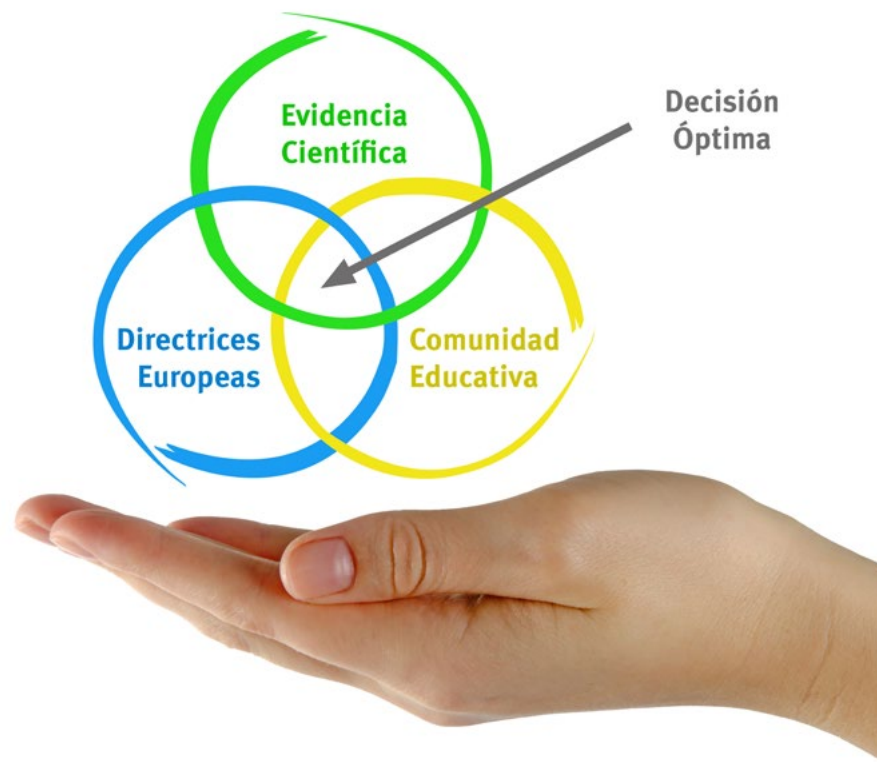 Evidencia
Científica
Decisión
Óptima
Directrices
Europeas
Comunidad
Educativa